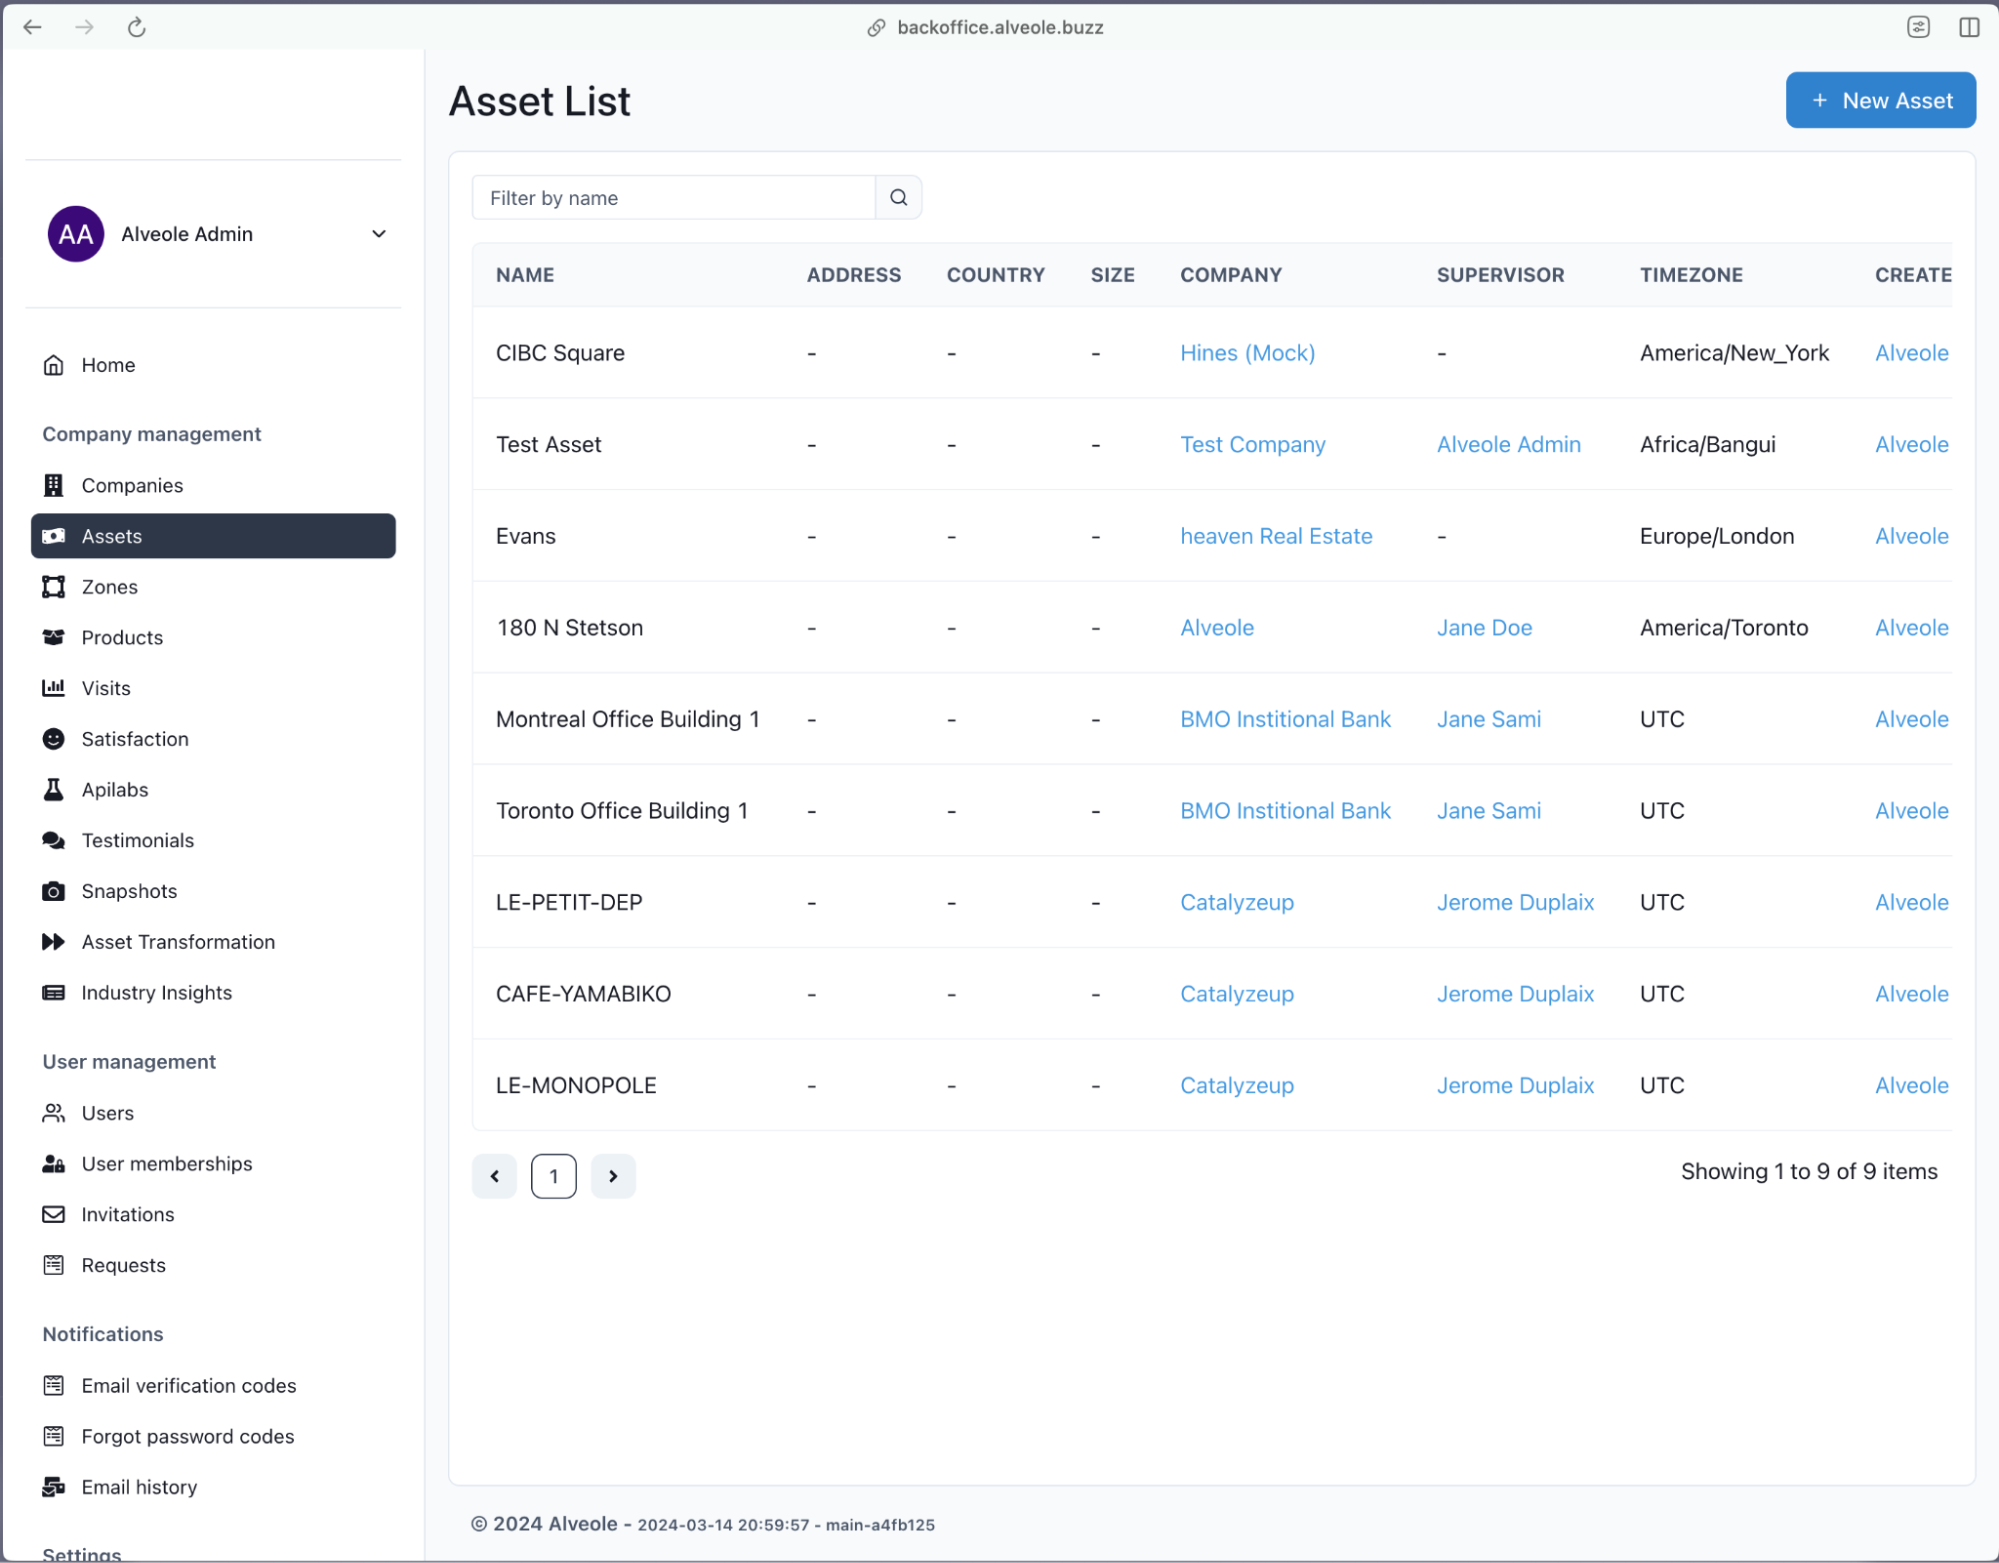 backoffice.alveole.buzz
AA Alveole Admin
Home
Company management
Companies
Assets
Zones
Products
Visits
Satisfaction
Apilabs
Testimonials
Snapshots
Asset Transformation
Industry Insights
User management
Users
User memberships
Invitations
Requests
Notifications
Email verification codes
Forgot password codes
Email history
Settings
Asset List
+ New Asset
Filter by name
NAME ADDRESS COUNTRY SIZE COMPANY SUPERVISOR TIMEZONE CREATE
CIBC Square - - - Hines (Mock) - America/New_York Alveole
Test Asset - - - Test Company Alveole Admin Africa/Bangui Alveole
Evans - - - heaven Real Estate - Europe/London Alveole
180 N Stetson - - - Alveole Jane Doe America/Toronto Alveole
Montreal Office Building 1 - - - BMO Institional Bank Jane Sami UTC Alveole
Toronto Office Building 1 - - - BMO Institional Bank Jane Sami UTC Alveole
LE-PETIT-DEP - - - Catalyzeup Jerome Duplaix UTC Alveole
CAFE-YAMABIKO - - - Catalyzeup Jerome Duplaix UTC Alveole
LE-MONOPOLE - - - Catalyzeup Jerome Duplaix UTC Alveole
1
Showing 1 to 9 of 9 items
© 2024 Alveole - 2024-03-14 20:59:57 - main-a4fb125